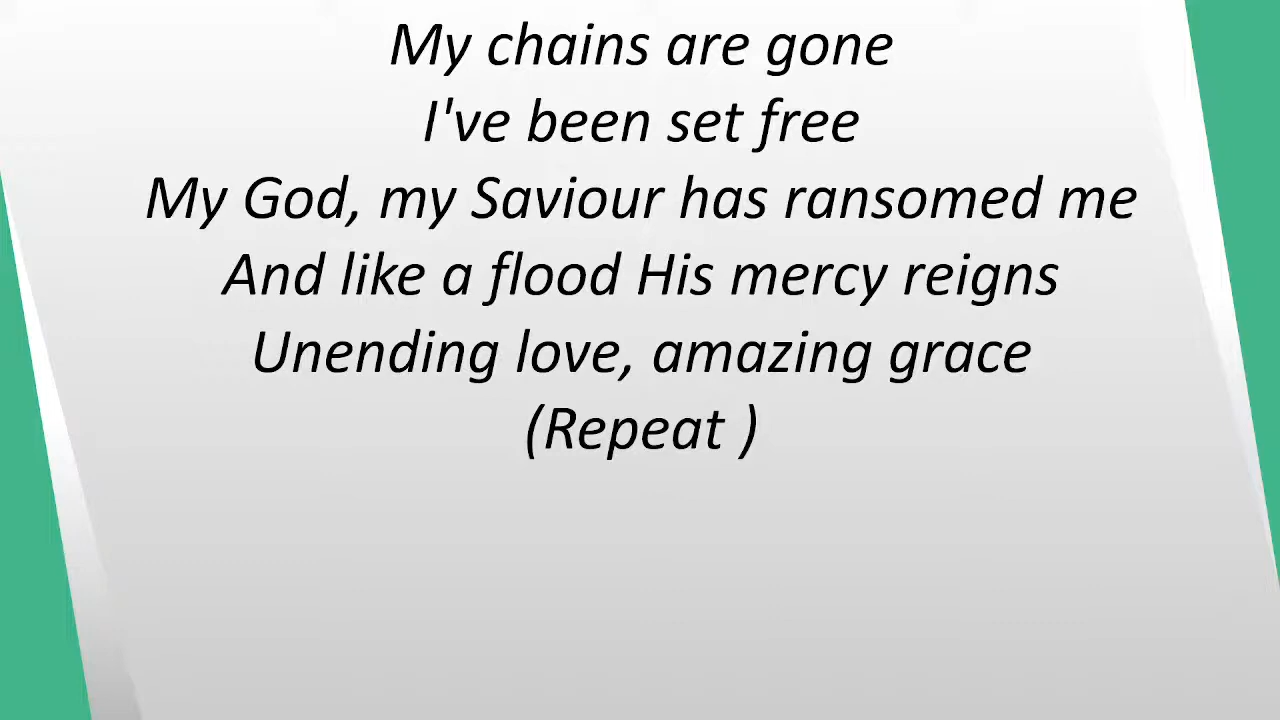 My chains are gone
I've been set free
My God, my Saviour has ransomed me
And like a flood His mercy reigns
Unending love, amazing grace
(Repeat )